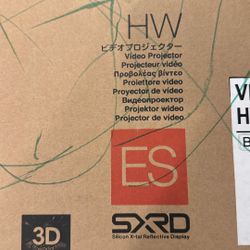 HW
ビデオプロジェクター
Video Projector
Projecteur vidéo
Προβολέας βίντεο
Proiettore video
Proyector de vídeo
Видеопроектор
Projektor wideo
Projector de vídeo
ES
3D
SXRD
Silicon X-tal Reflective Display